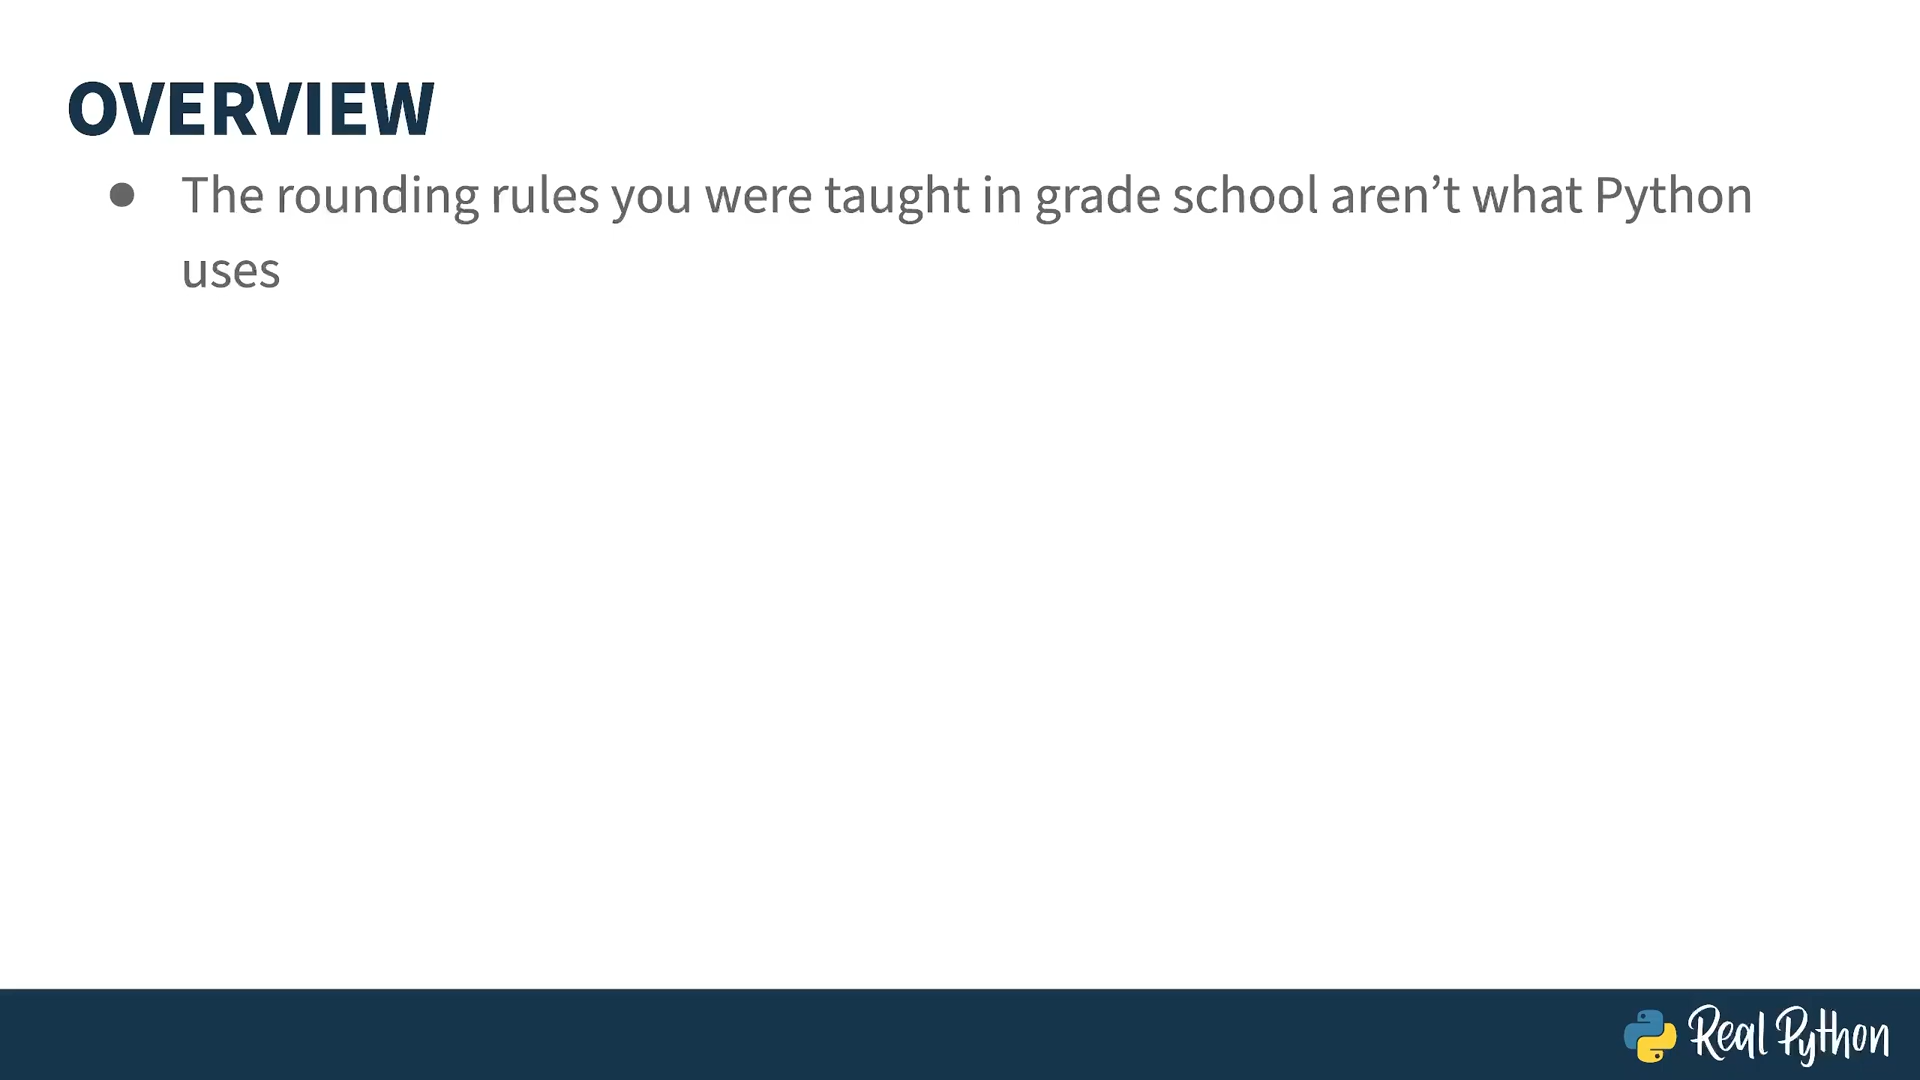 OVERVIEW
● The rounding rules you were taught in grade school aren’t what Python
uses
Real Python